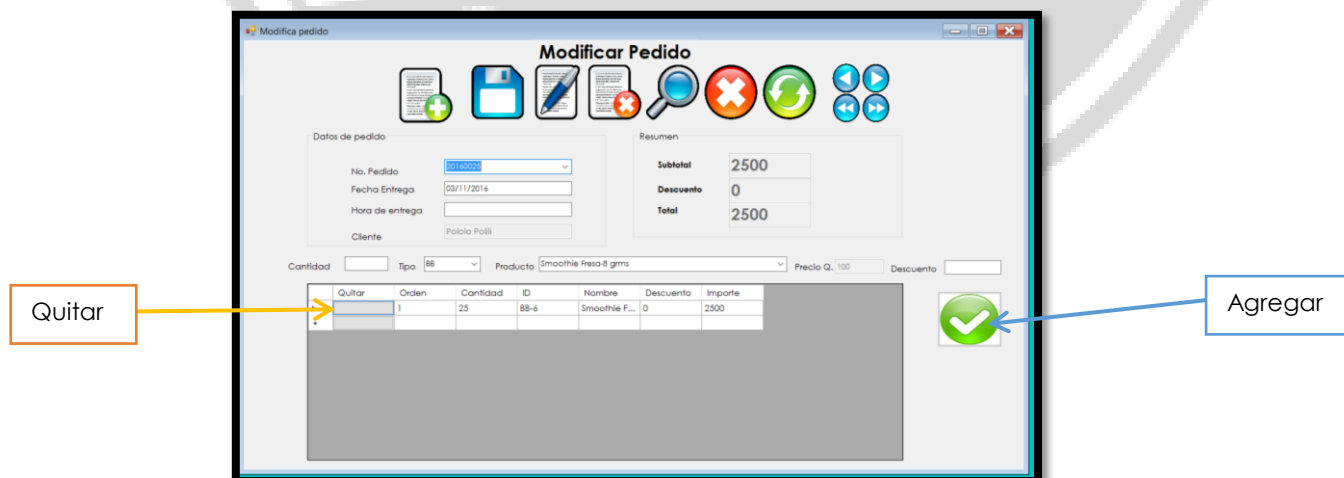 Modifica pedido
Modificar Pedido
Datos de pedido
No. Pedido 20160028
Fecha Entrega 03/11/2016
Hora de entrega
Cliente Pololo Polili
Resumen
Subtotal 2500
Descuento 0
Total 2500
Cantidad Tipo BB Producto Smoothie Fresa-8 grms Precio Q. 100 Descuento
Quitar Orden Cantidad ID Nombre Descuento Importe
1 25 BB-6 Smoothie F... 0 2500
Quitar
Agregar